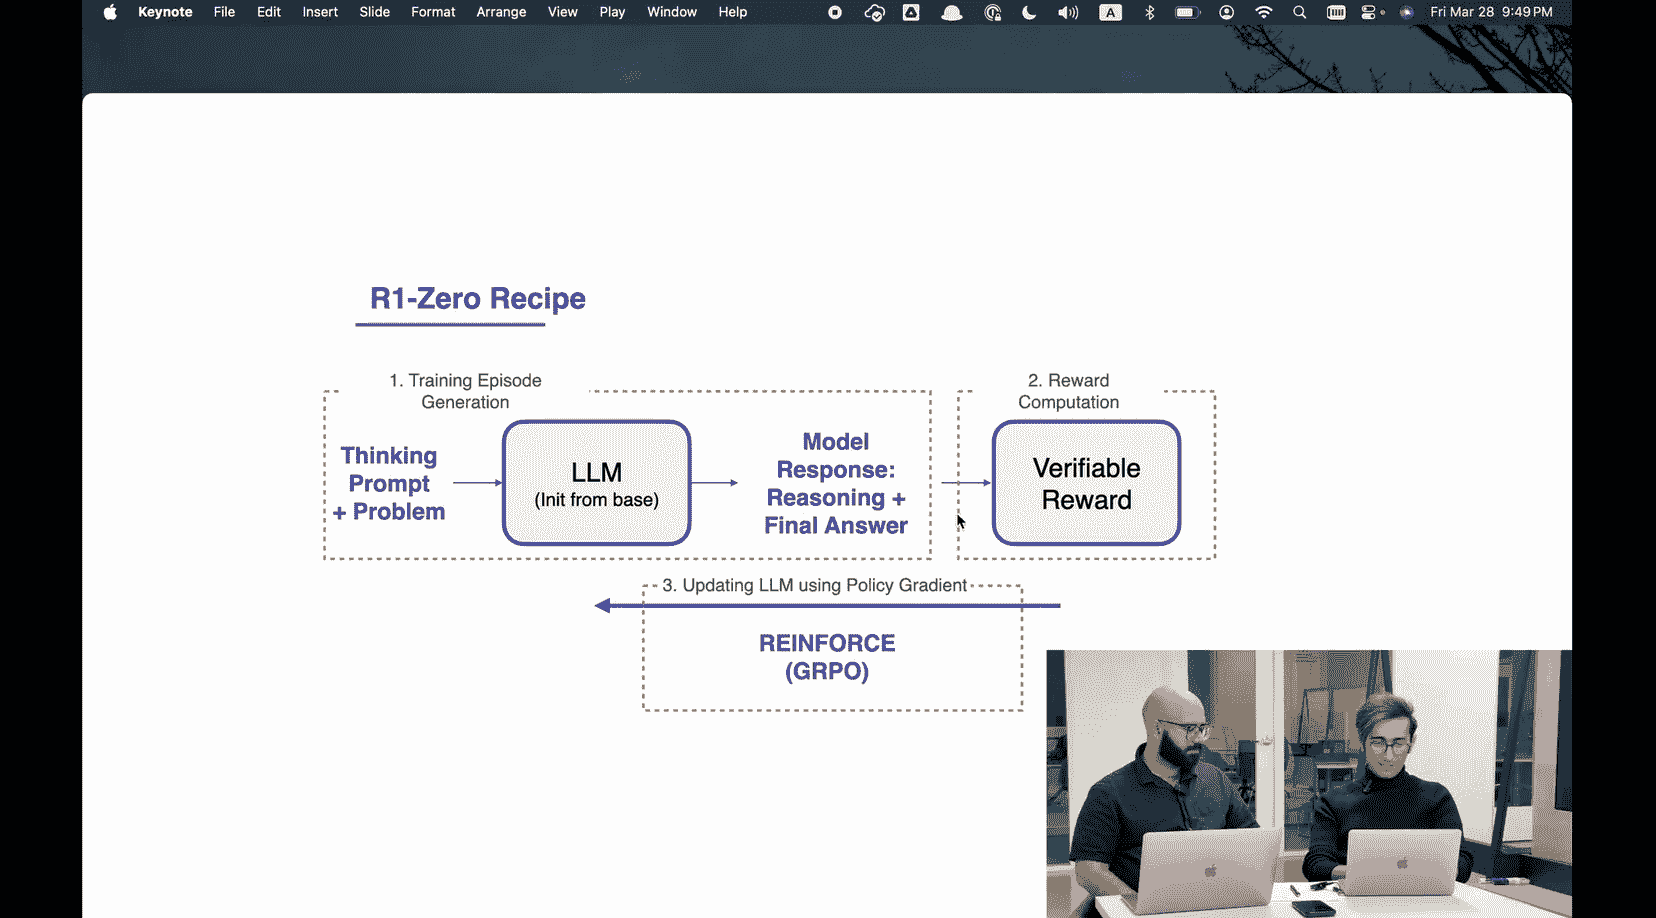 Keynote File Edit Insert Slide Format Arrange View Play Window Help A Fri Mar 28 9:49 PM
R1-Zero Recipe
1. Training Episode
Generation
Thinking
Prompt
+ Problem
LLM
(Init from base)
Model
Response:
Reasoning +
Final Answer
2. Reward
Computation
Verifiable
Reward
3. Updating LLM using Policy Gradient
REINFORCE
(GRPO)